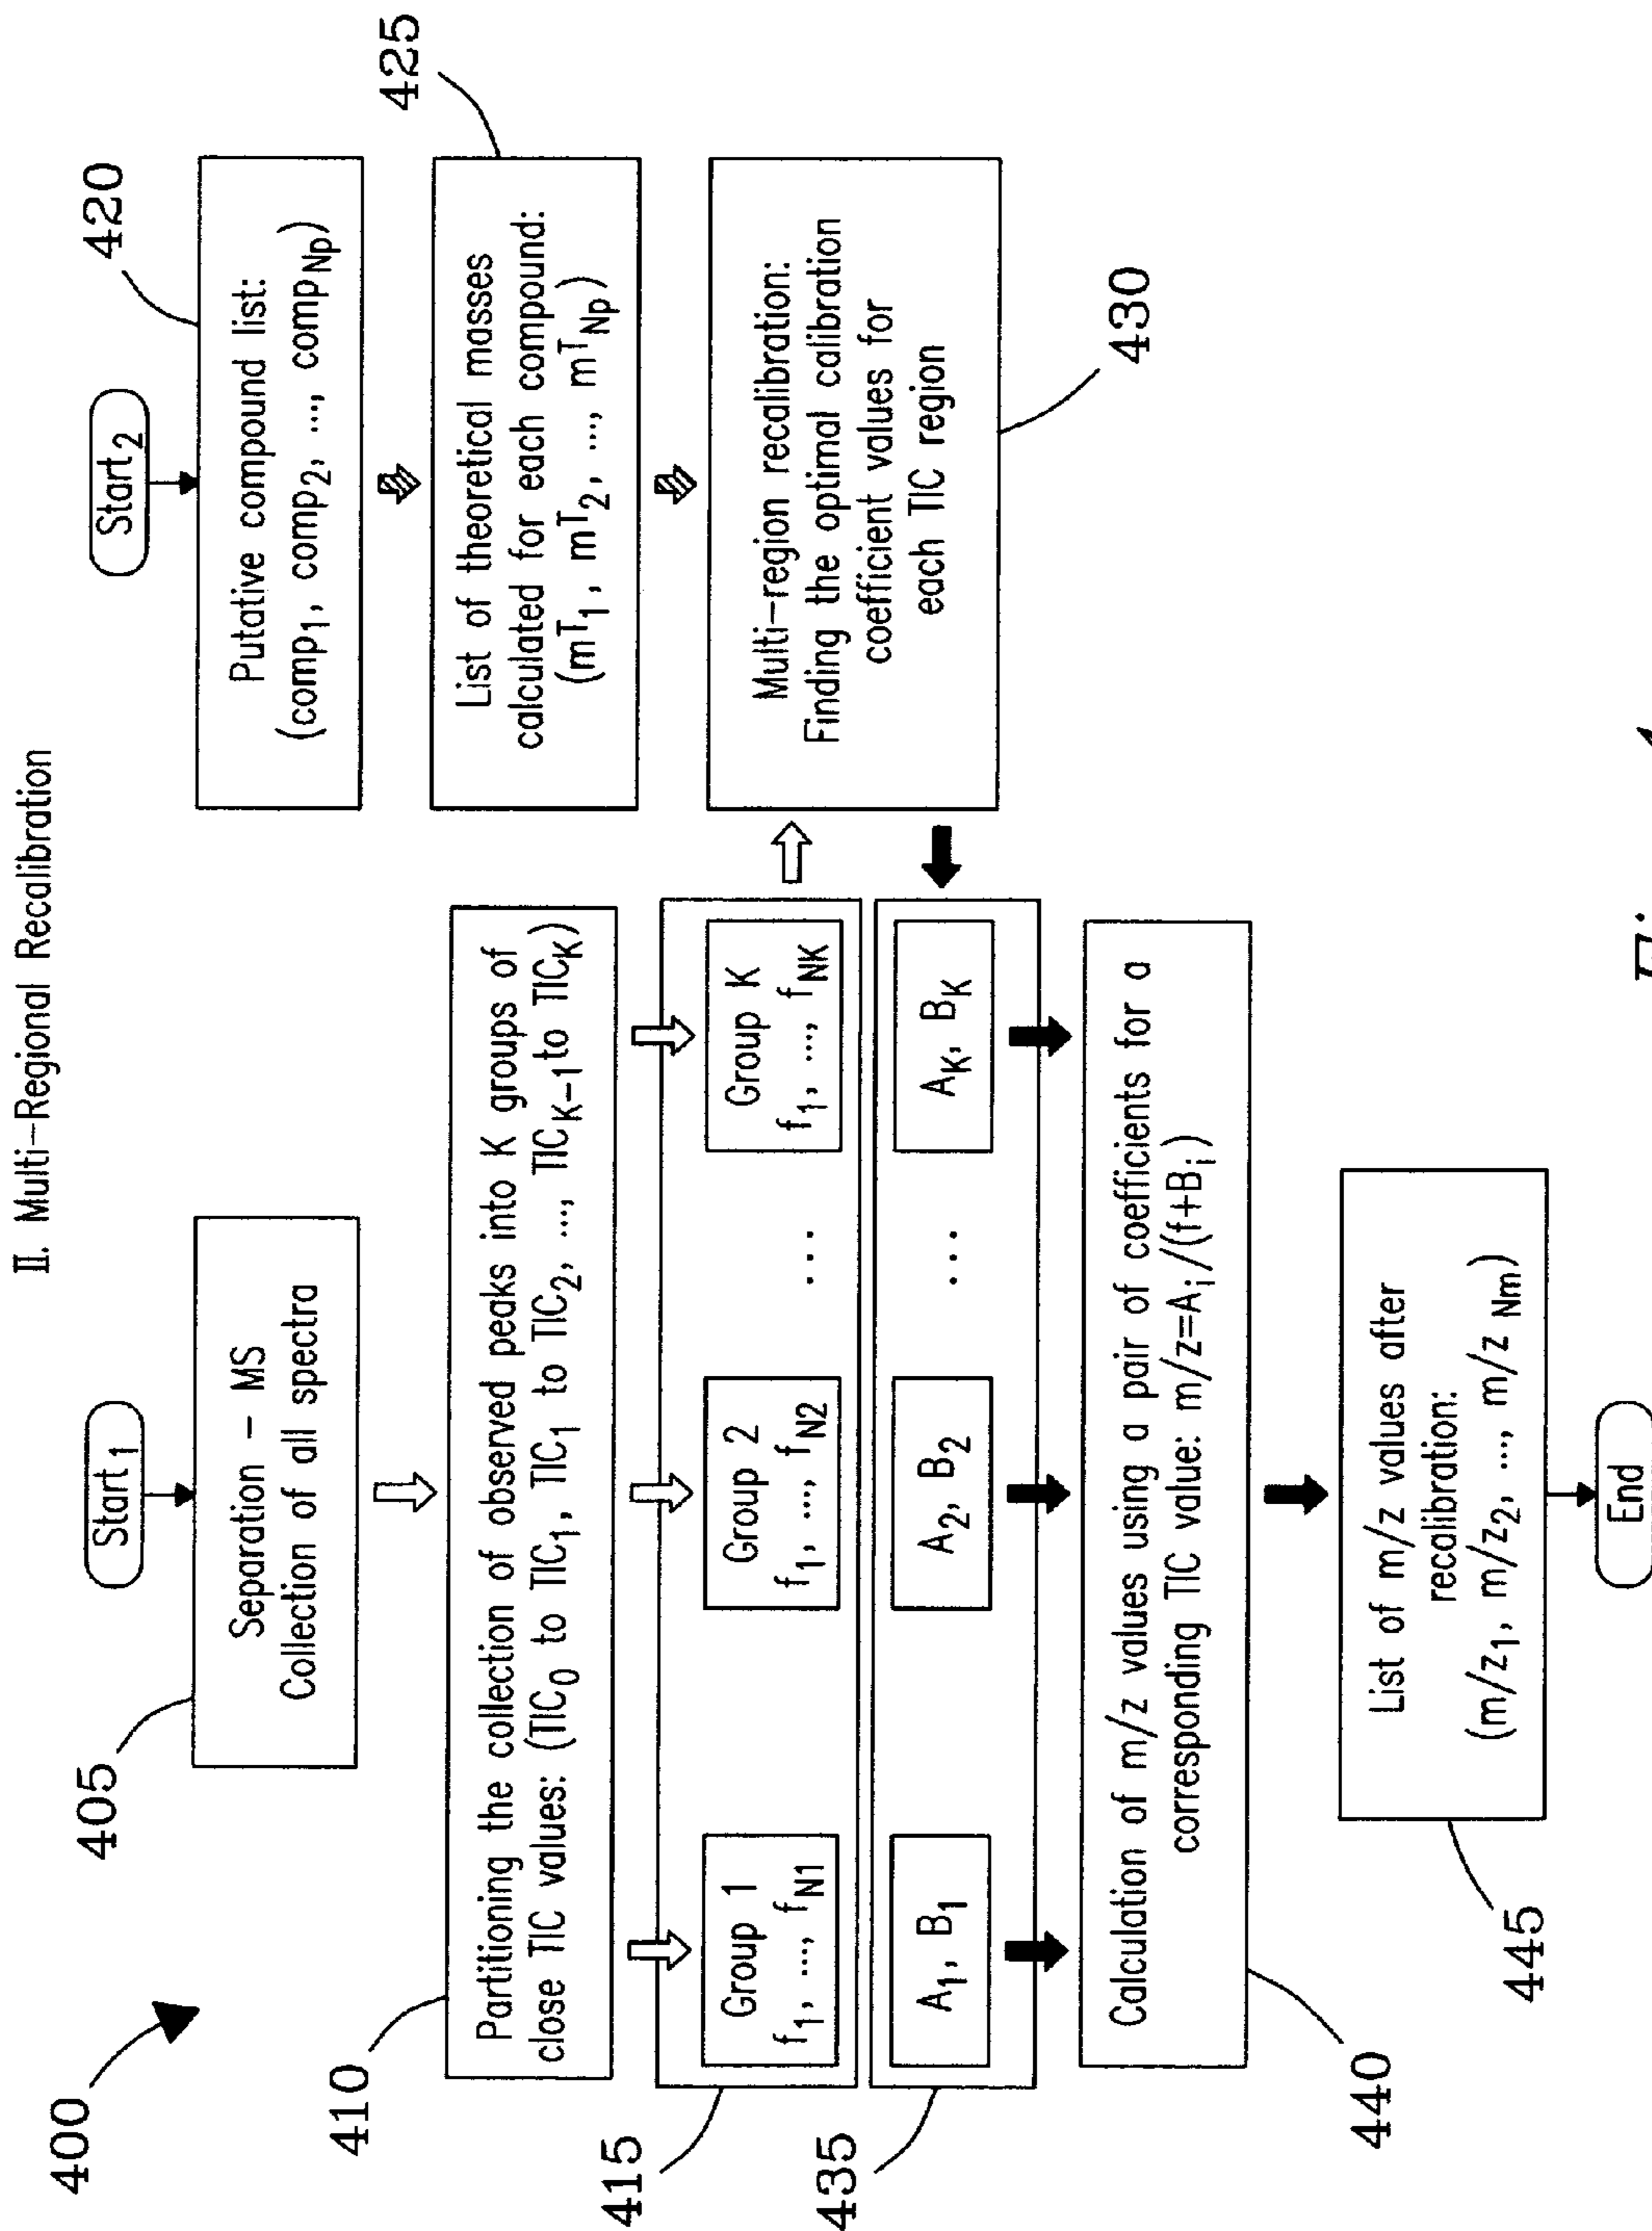 II. Multi-Regional Recalibration
400
Start1
405
Separation - MS
Collection of all spectra
410
Partitioning the collection of observed peaks into K groups of
close TIC values: (TIC0 to TIC1, TIC1 to TIC2, ..., TICK-1 to TICK)
415
Group 1
f1, ..., fN1
Group 2
f1, ..., fN2
...
Group K
f1, ..., fNK
435
A1, B1
A2, B2
...
AK, BK
440
Calculation of m/z values using a pair of coefficients for a
corresponding TIC value: m/z=Ai/(f+Bi)
445
List of m/z values after
recalibration:
(m/z1, m/z2, ..., m/z Nm)
End
Start2
420
Putative compound list:
(comp1, comp2, ..., compNp)
425
List of theoretical masses
calculated for each compound:
(mT1, mT2, ..., mTNp)
430
Multi-region recalibration:
Finding the optimal calibration
coefficient values for
each TIC region